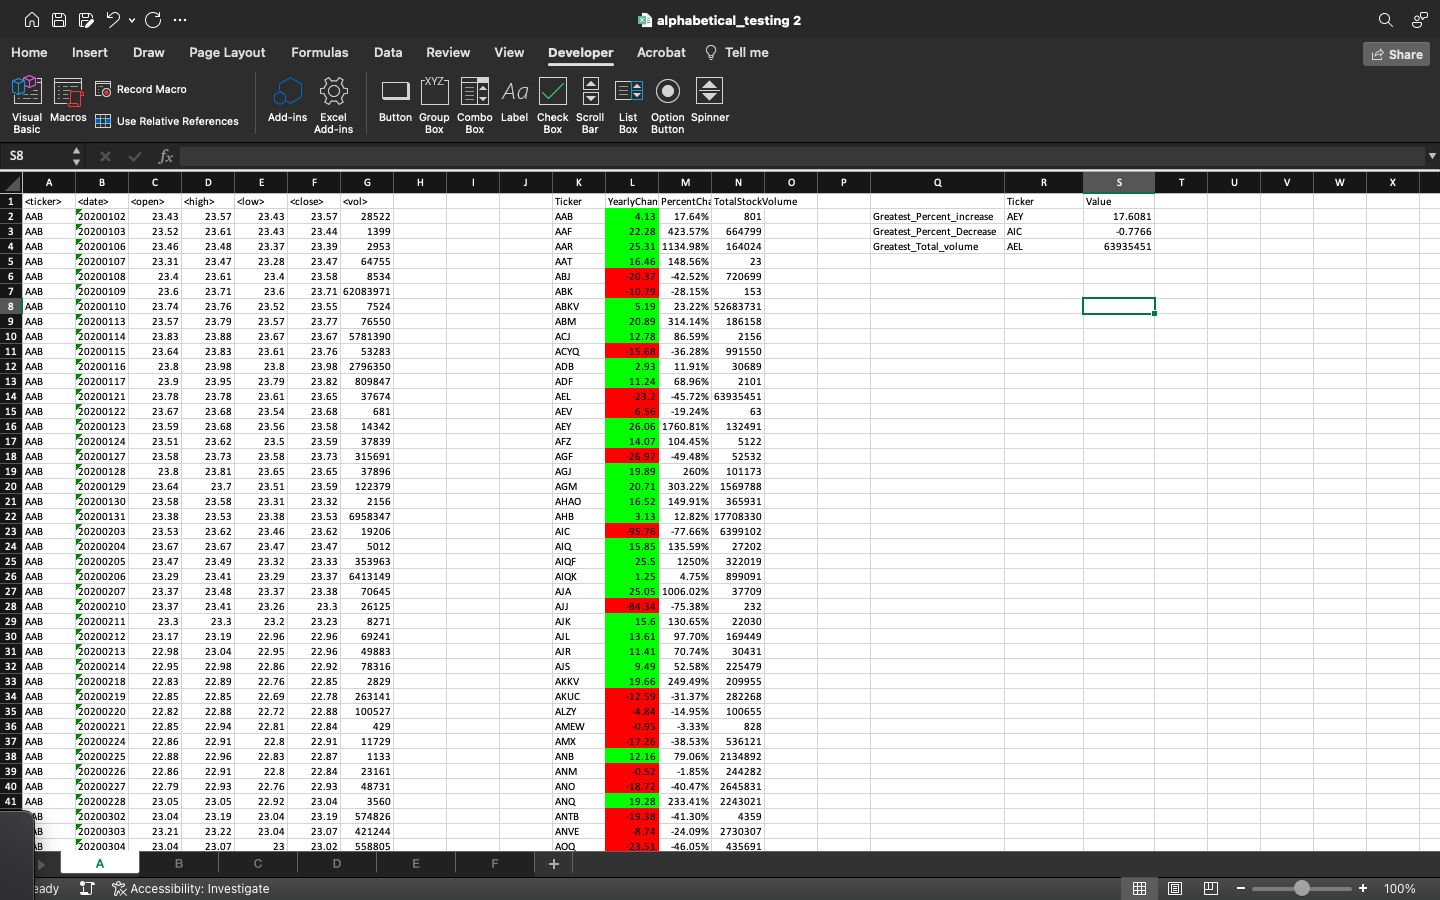 alphabetical_testing 2
Home Insert Draw Page Layout Formulas Data Review View Developer Acrobat Tell me Share
Visual Basic Macros Record Macro Use Relative References Add-ins Excel Add-ins Button Group Box Combo Box Label Check Box Scroll Bar List Box Option Button Spinner
S8 fx
A B C D E F G H I J K L M N O P Q R S T U V W X
1 <ticker> <date> <open> <high> <low> <close> <vol> Ticker YearlyChan PercentCha TotalStockVolume Ticker Value
2 AAB 20200102 23.43 23.57 23.43 23.57 28522 AAB 4.13 17.64% 801 Greatest_Percent_increase AEY 17.6081
3 AAB 20200103 23.52 23.61 23.43 23.44 1399 AAF 22.28 423.57% 664799 Greatest_Percent_Decrease AIC -0.7766
4 AAB 20200106 23.46 23.48 23.37 23.39 2953 AAR 25.31 1134.98% 164024 Greatest_Total_volume AEL 63935451
5 AAB 20200107 23.31 23.47 23.28 23.47 64755 AAT 16.46 148.56% 23
6 AAB 20200108 23.4 23.61 23.4 23.58 8534 ABJ -20.37 -42.52% 720699
7 AAB 20200109 23.6 23.71 23.6 23.71 62083971 ABK -10.79 -28.15% 153
8 AAB 20200110 23.74 23.76 23.52 23.55 7524 ABKV 5.19 23.22% 52683731
9 AAB 20200113 23.57 23.79 23.57 23.77 76550 ABM 20.89 314.14% 186158
10 AAB 20200114 23.83 23.88 23.67 23.67 5781390 ACJ 12.78 86.59% 2156
11 AAB 20200115 23.64 23.83 23.61 23.76 53283 ACYQ -15.68 -36.28% 991550
12 AAB 20200116 23.8 23.98 23.8 23.98 2796350 ADB 2.93 11.91% 30689
13 AAB 20200117 23.9 23.95 23.79 23.82 809847 ADF 11.24 68.96% 2101
14 AAB 20200121 23.78 23.78 23.61 23.65 37674 AEL -23.2 -45.72% 63935451
15 AAB 20200122 23.67 23.68 23.54 23.68 681 AEV -6.56 -19.24% 63
16 AAB 20200123 23.59 23.68 23.56 23.58 14342 AEY 26.06 1760.81% 132491
17 AAB 20200124 23.51 23.62 23.5 23.59 37839 AFZ 14.07 104.45% 5122
18 AAB 20200127 23.58 23.73 23.58 23.73 315691 AGF -26.97 -49.48% 52532
19 AAB 20200128 23.8 23.81 23.65 23.65 37896 AGJ 19.89 260% 101173
20 AAB 20200129 23.64 23.7 23.51 23.59 122379 AGM 20.71 303.22% 1569788
21 AAB 20200130 23.58 23.58 23.31 23.32 2156 AHAO 16.52 149.91% 365931
22 AAB 20200131 23.38 23.53 23.38 23.53 6958347 AHB 3.13 12.82% 17708330
23 AAB 20200203 23.53 23.62 23.46 23.62 19206 AIC -95.76 -77.66% 6399102
24 AAB 20200204 23.67 23.67 23.47 23.47 5012 AIQ 15.85 135.59% 27202
25 AAB 20200205 23.47 23.49 23.32 23.33 353963 AIQF 25.5 1250% 322019
26 AAB 20200206 23.29 23.41 23.29 23.37 6413149 AIQK 1.25 4.75% 899091
27 AAB 20200207 23.37 23.48 23.37 23.38 70645 AJA 25.05 1006.02% 37709
28 AAB 20200210 23.37 23.41 23.26 23.3 26125 AJJ -84.34 -75.38% 232
29 AAB 20200211 23.3 23.3 23.2 23.23 8271 AJK 15.6 130.65% 22030
30 AAB 20200212 23.17 23.19 22.96 22.96 69241 AJL 13.61 97.70% 169449
31 AAB 20200213 22.98 23.04 22.95 22.96 49883 AJR 11.41 70.74% 30431
32 AAB 20200214 22.95 22.98 22.86 22.92 78316 AJS 9.49 52.58% 225479
33 AAB 20200218 22.83 22.89 22.76 22.85 2829 AKKV 19.66 249.49% 209955
34 AAB 20200219 22.85 22.85 22.69 22.78 263141 AKUC -12.59 -31.37% 282268
35 AAB 20200220 22.82 22.88 22.72 22.88 100527 ALZY -4.84 -14.95% 100655
36 AAB 20200221 22.85 22.94 22.81 22.84 429 AMEW -0.95 -3.33% 828
37 AAB 20200224 22.86 22.91 22.8 22.91 11729 AMX -17.26 -38.53% 536121
38 AAB 20200225 22.88 22.96 22.83 22.87 1133 ANB 12.16 79.06% 2134892
39 AAB 20200226 22.86 22.91 22.8 22.84 23161 ANM -0.52 -1.85% 244282
40 AAB 20200227 22.79 22.93 22.76 22.93 48731 ANO -18.72 -40.47% 2645831
41 AAB 20200228 23.05 23.05 22.92 23.04 3560 ANQ 19.28 233.41% 2243021
AB 20200302 23.04 23.19 23.04 23.19 574826 ANTB -19.38 -41.30% 4359
AB 20200303 23.21 23.22 23.04 23.07 421244 ANVE -8.74 -24.09% 2730307
AB 20200304 23.04 23.07 23 23.02 558805 AOQ -23.51 -46.05% 435691
A B C D E F +
eady Accessibility: Investigate 100%